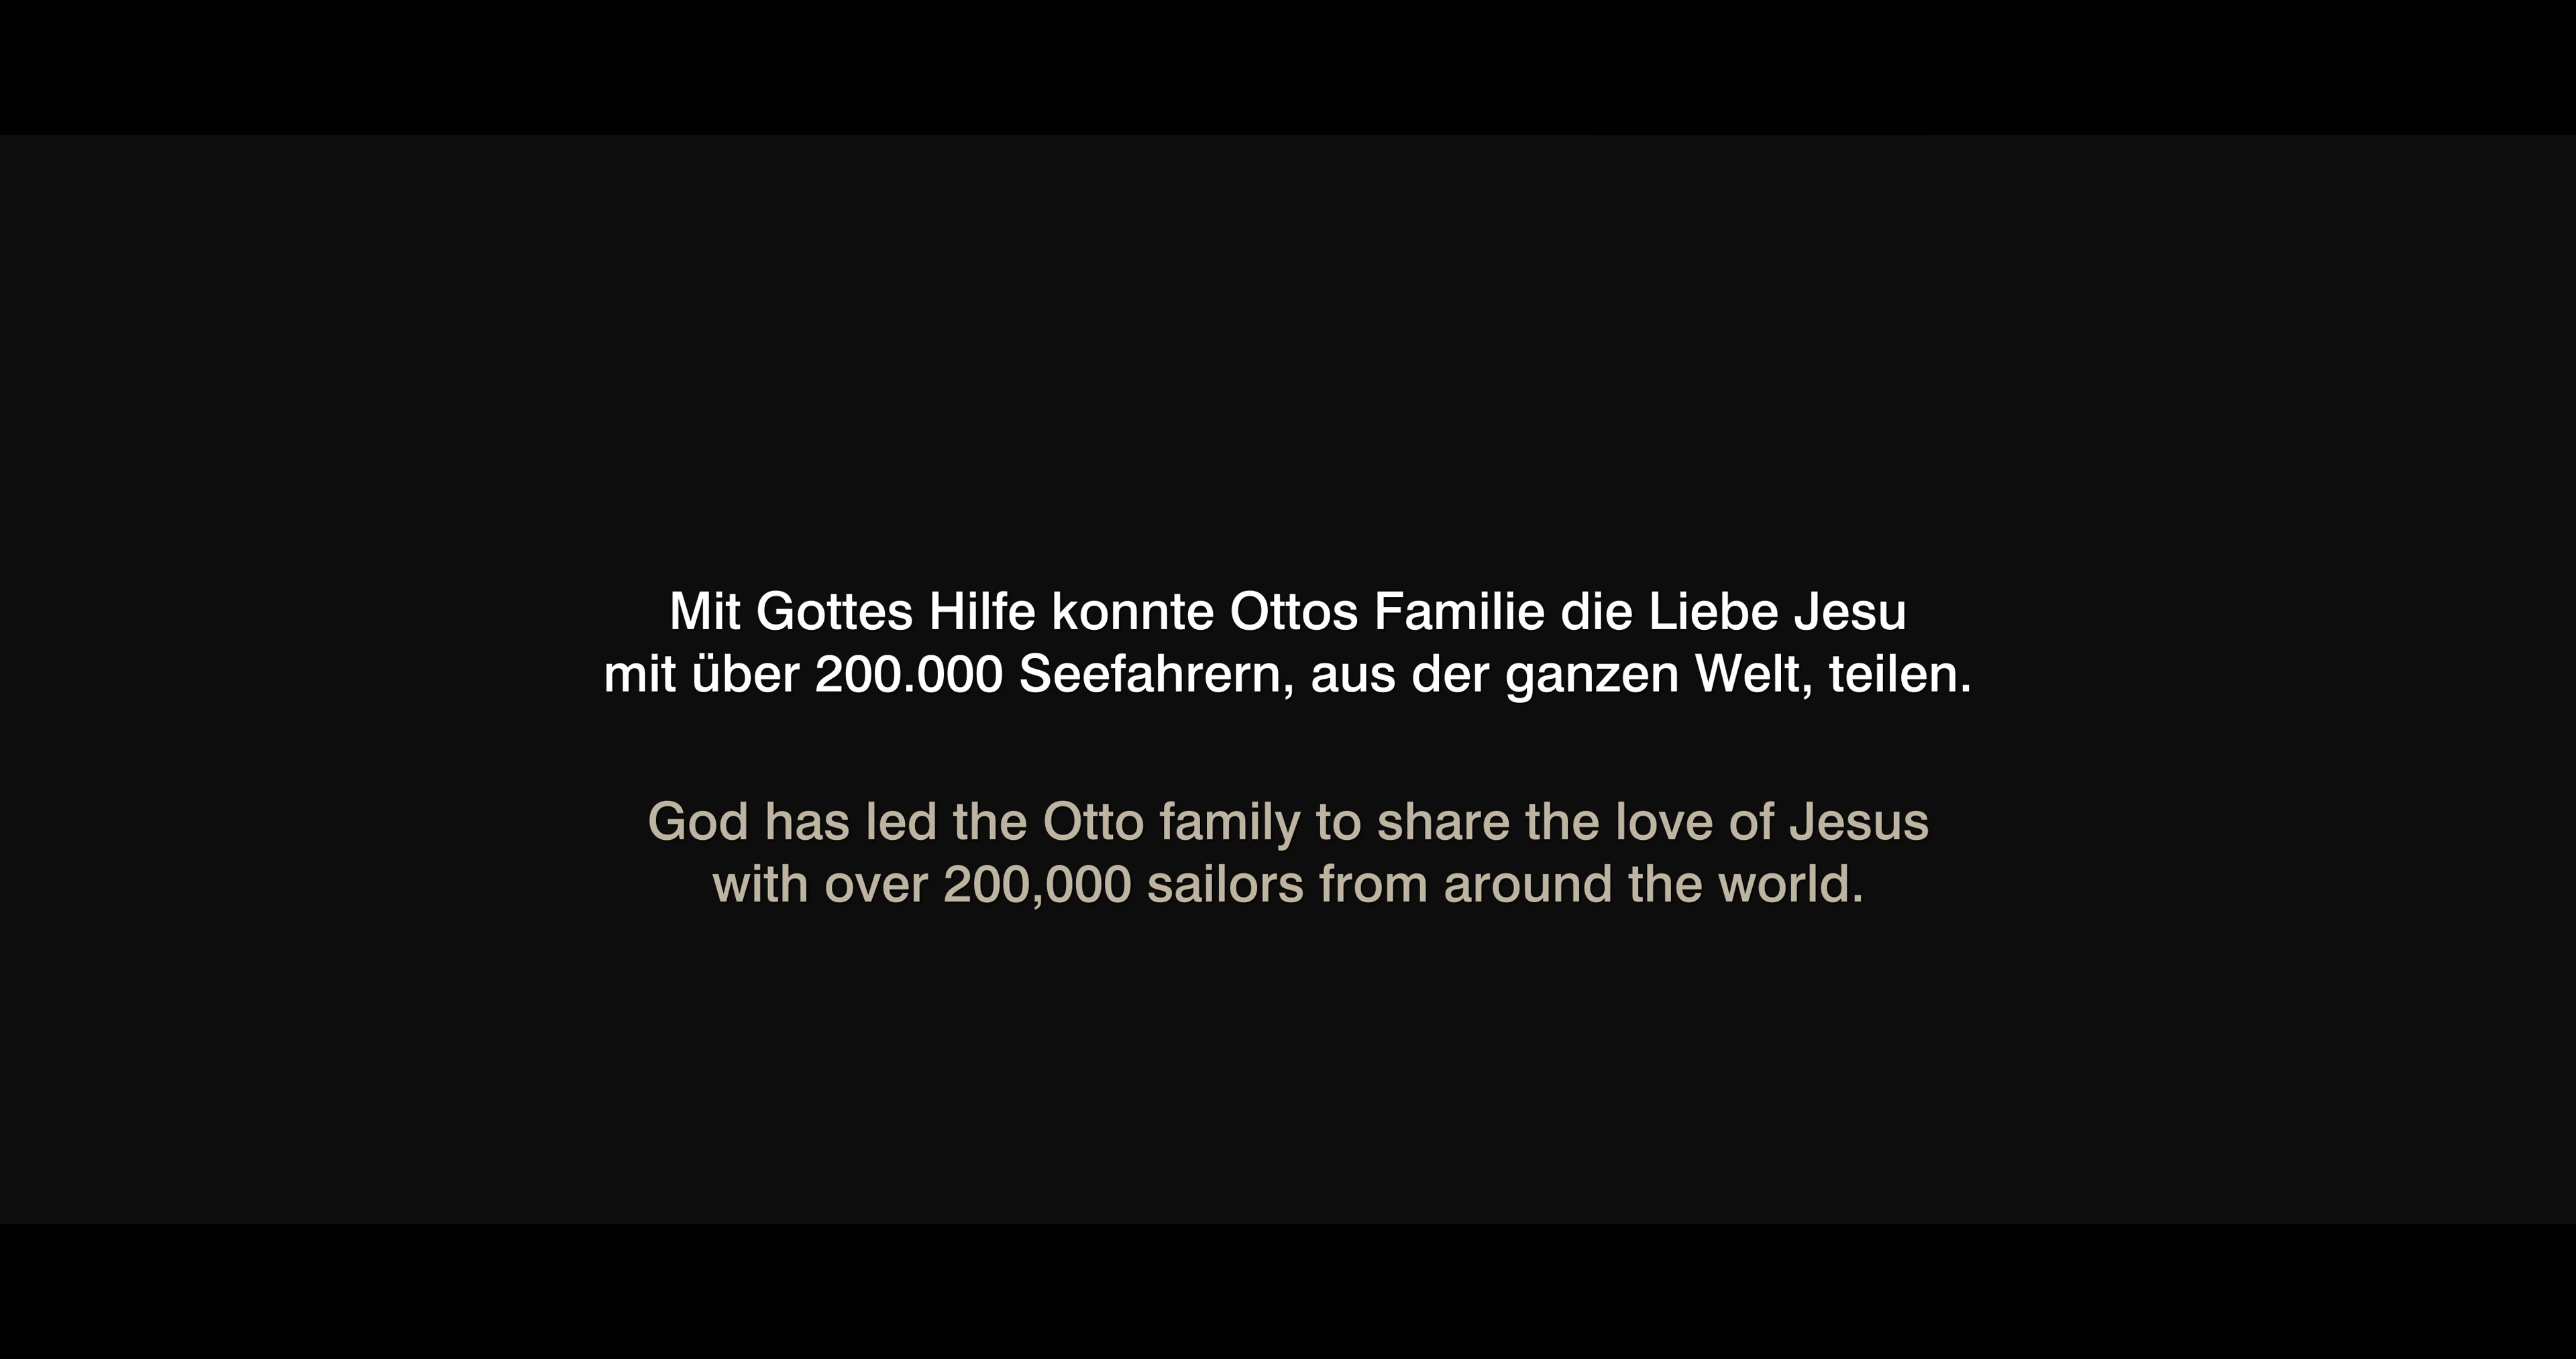 Mit Gottes Hilfe konnte Ottos Familie die Liebe Jesu
mit über 200.000 Seefahrern, aus der ganzen Welt, teilen.
God has led the Otto family to share the love of Jesus
with over 200,000 sailors from around the world.